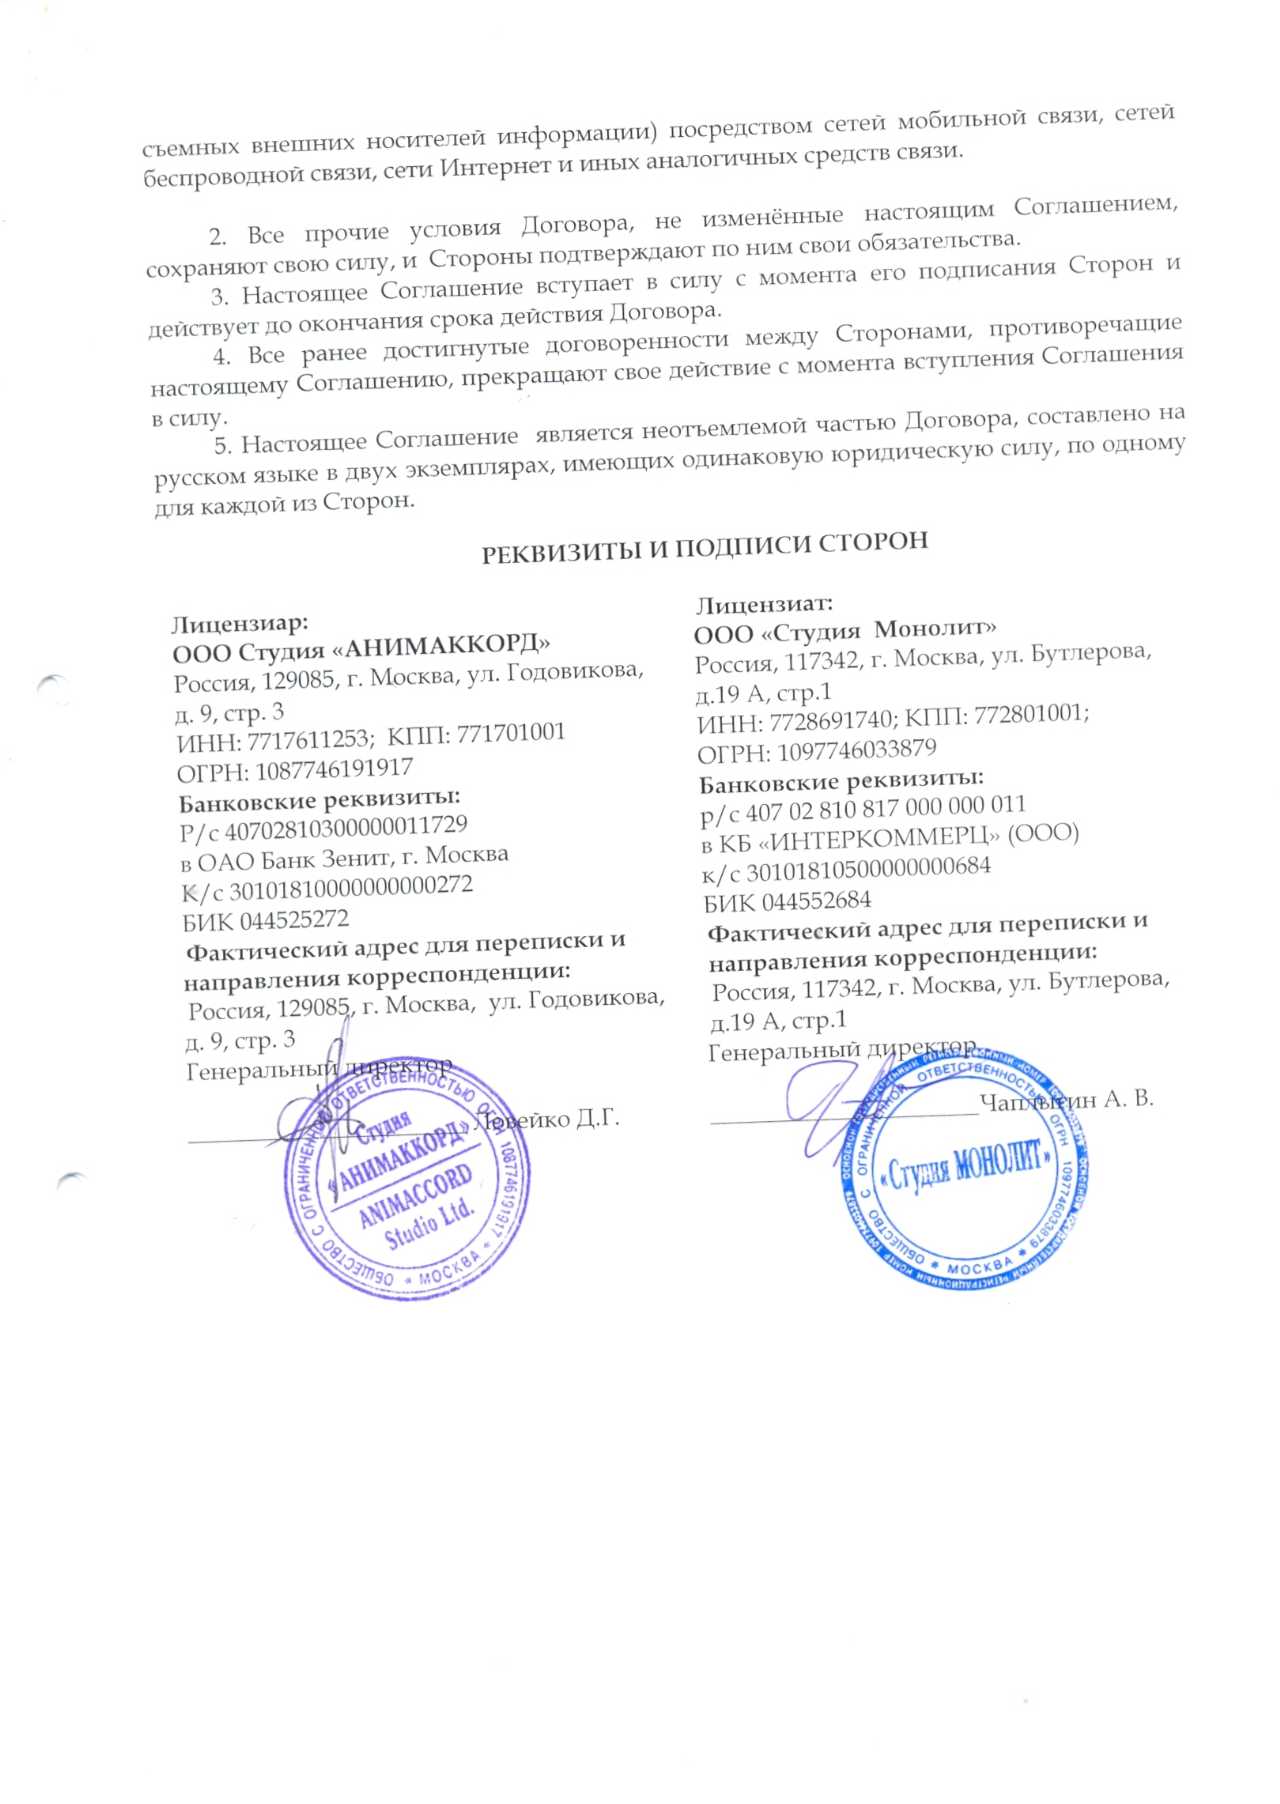 съемных внешних носителей информации) посредством сетей мобильной связи, сетей
беспроводной связи, сети Интернет и иных аналогичных средств связи.
2. Все прочие условия Договора, не изменённые настоящим Соглашением,
сохраняют свою силу, и Стороны подтверждают по ним свои обязательства.
3. Настоящее Соглашение вступает в силу с момента его подписания Сторон и
действует до окончания срока действия Договора.
4. Все ранее достигнутые договоренности между Сторонами, противоречащие
настоящему Соглашению, прекращают свое действие с момента вступления Соглашения
в силу.
5. Настоящее Соглашение является неотъемлемой частью Договора, составлено на
русском языке в двух экземплярах, имеющих одинаковую юридическую силу, по одному
для каждой из Сторон.
РЕКВИЗИТЫ И ПОДПИСИ СТОРОН
Лицензиар:
ООО Студия «АНИМАККОРД»
Россия, 129085, г. Москва, ул. Годовикова,
д. 9, стр. 3
ИНН: 7717611253; КПП: 771701001
ОГРН: 1087746191917
Банковские реквизиты:
Р/с 40702810300000011729
в ОАО Банк Зенит, г. Москва
К/с 30101810000000000272
БИК 044525272
Фактический адрес для переписки и
направления корреспонденции:
Россия, 129085, г. Москва, ул. Годовикова,
д. 9, стр. 3
Генеральный директор
Ловейко Д.Г.
ОБЩЕСТВО С ОГРАНИЧЕННОЙ ОТВЕТСТВЕННОСТЬЮ ОГРН 1087746191917
* МОСКВА *
Студия
«АНИМАККОРД»
ANIMACCORD
Studio Ltd.
Лицензиат:
ООО «Студия Монолит»
Россия, 117342, г. Москва, ул. Бутлерова,
д.19 А, стр.1
ИНН: 7728691740; КПП: 772801001;
ОГРН: 1097746033879
Банковские реквизиты:
р/с 407 02 810 817 000 000 011
в КБ «ИНТЕРКОММЕРЦ» (ООО)
к/с 30101810500000000684
БИК 044552684
Фактический адрес для переписки и
направления корреспонденции:
Россия, 117342, г. Москва, ул. Бутлерова,
д.19 А, стр.1
Генеральный директор
Чаплыгин А. В.
ОБЩЕСТВО С ОГРАНИЧЕННОЙ ОТВЕТСТВЕННОСТЬЮ ОГРН 1097746033879
* МОСКВА *
«Студия МОНОЛИТ»